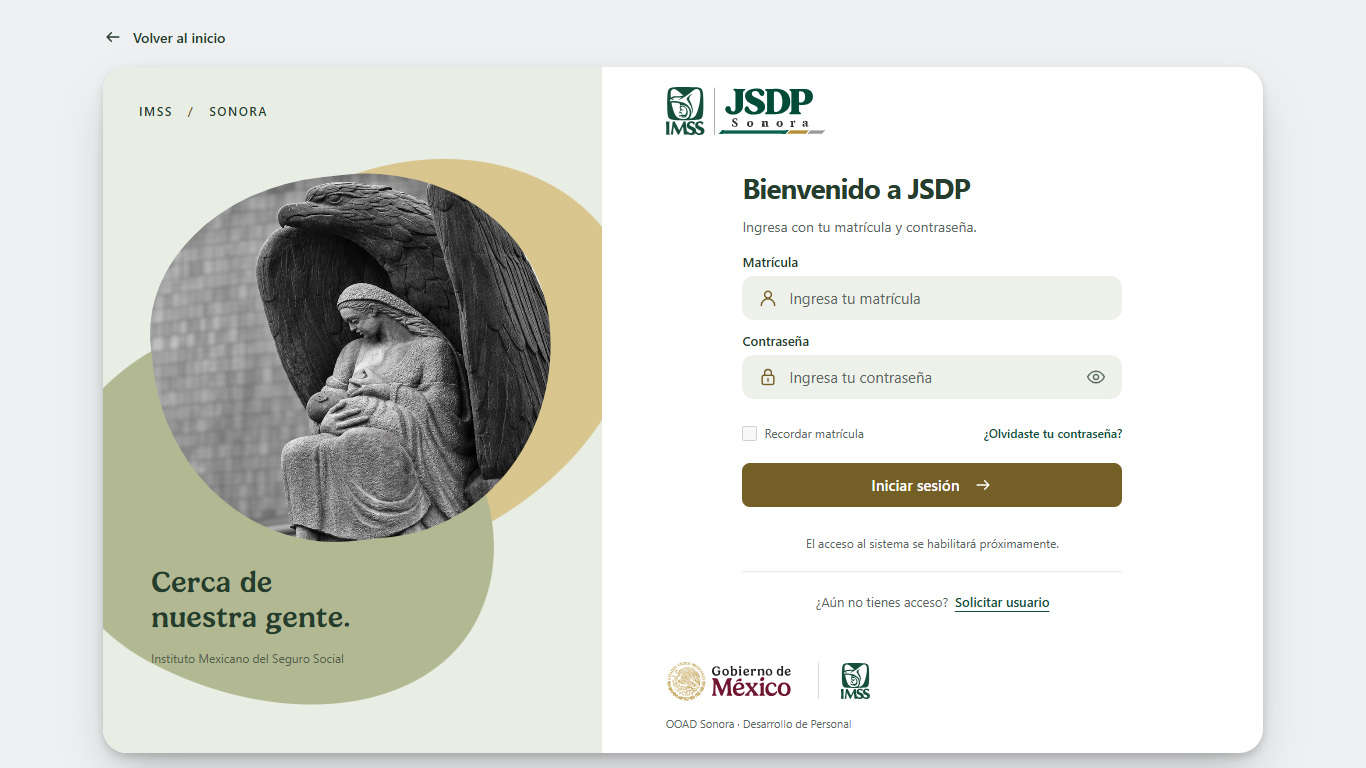 Volver al inicio
IMSS / SONORA
Cerca de
nuestra gente.
Instituto Mexicano del Seguro Social
IMSS
JSDP
Sonora
Bienvenido a JSDP
Ingresa con tu matrícula y contraseña.
Matrícula
Ingresa tu matrícula
Contraseña
Ingresa tu contraseña
Recordar matrícula
¿Olvidaste tu contraseña?
Iniciar sesión
El acceso al sistema se habilitará próximamente.
¿Aún no tienes acceso? Solicitar usuario
Gobierno de
México
IMSS
OOAD Sonora · Desarrollo de Personal